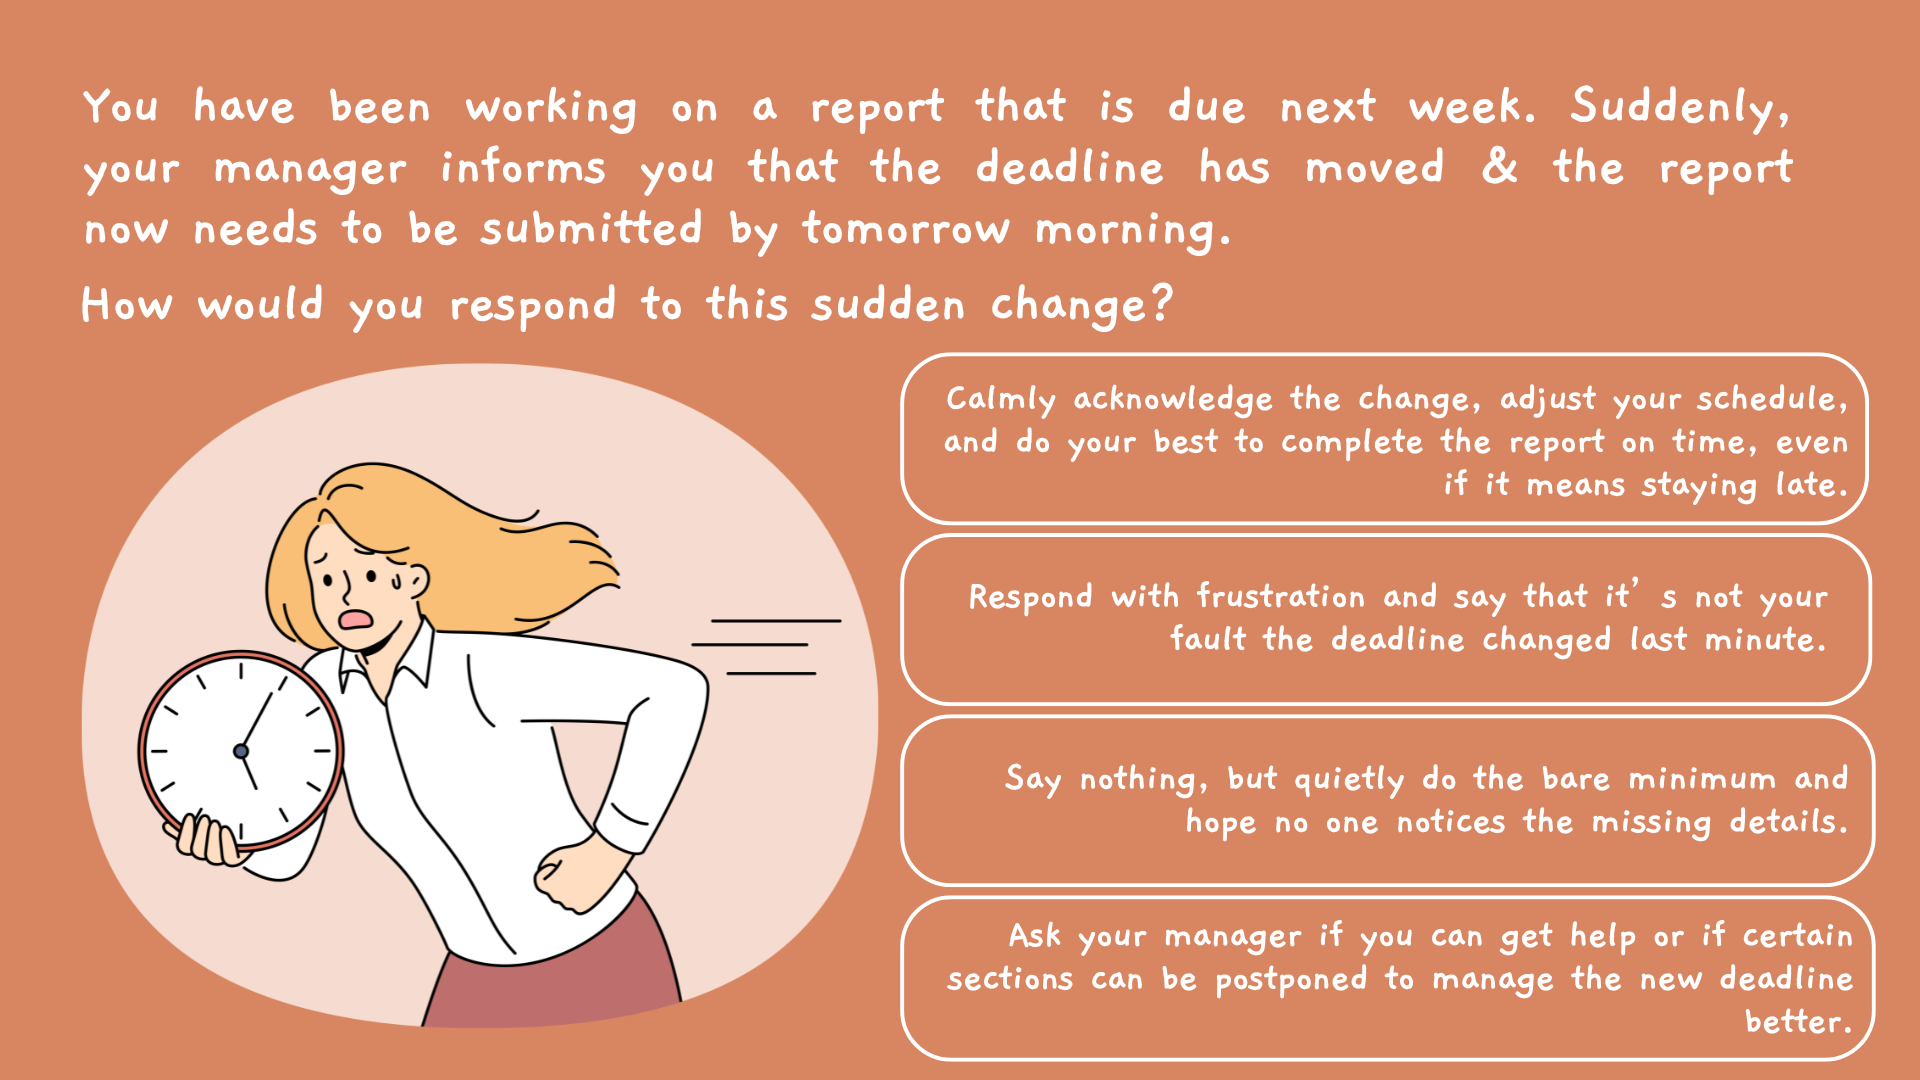 You have been working on a report that is due next week. Suddenly,
your manager informs you that the deadline has moved & the report
now needs to be submitted by tomorrow morning.
How would you respond to this sudden change?
Calmly acknowledge the change, adjust your schedule,
and do your best to complete the report on time, even
if it means staying late.
Respond with frustration and say that it’ s not your
fault the deadline changed last minute.
Say nothing, but quietly do the bare minimum and
hope no one notices the missing details.
Ask your manager if you can get help or if certain
sections can be postponed to manage the new deadline
better.